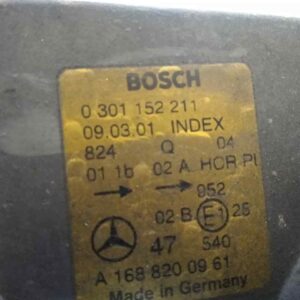 BOSCH
0 301 152 211
09.03.01 INDEX
824 Q 04
01 1b 02 A HCR PL
→ → 952
02 B E1 26
47 540
A 168 820 09 61
Made in Germany